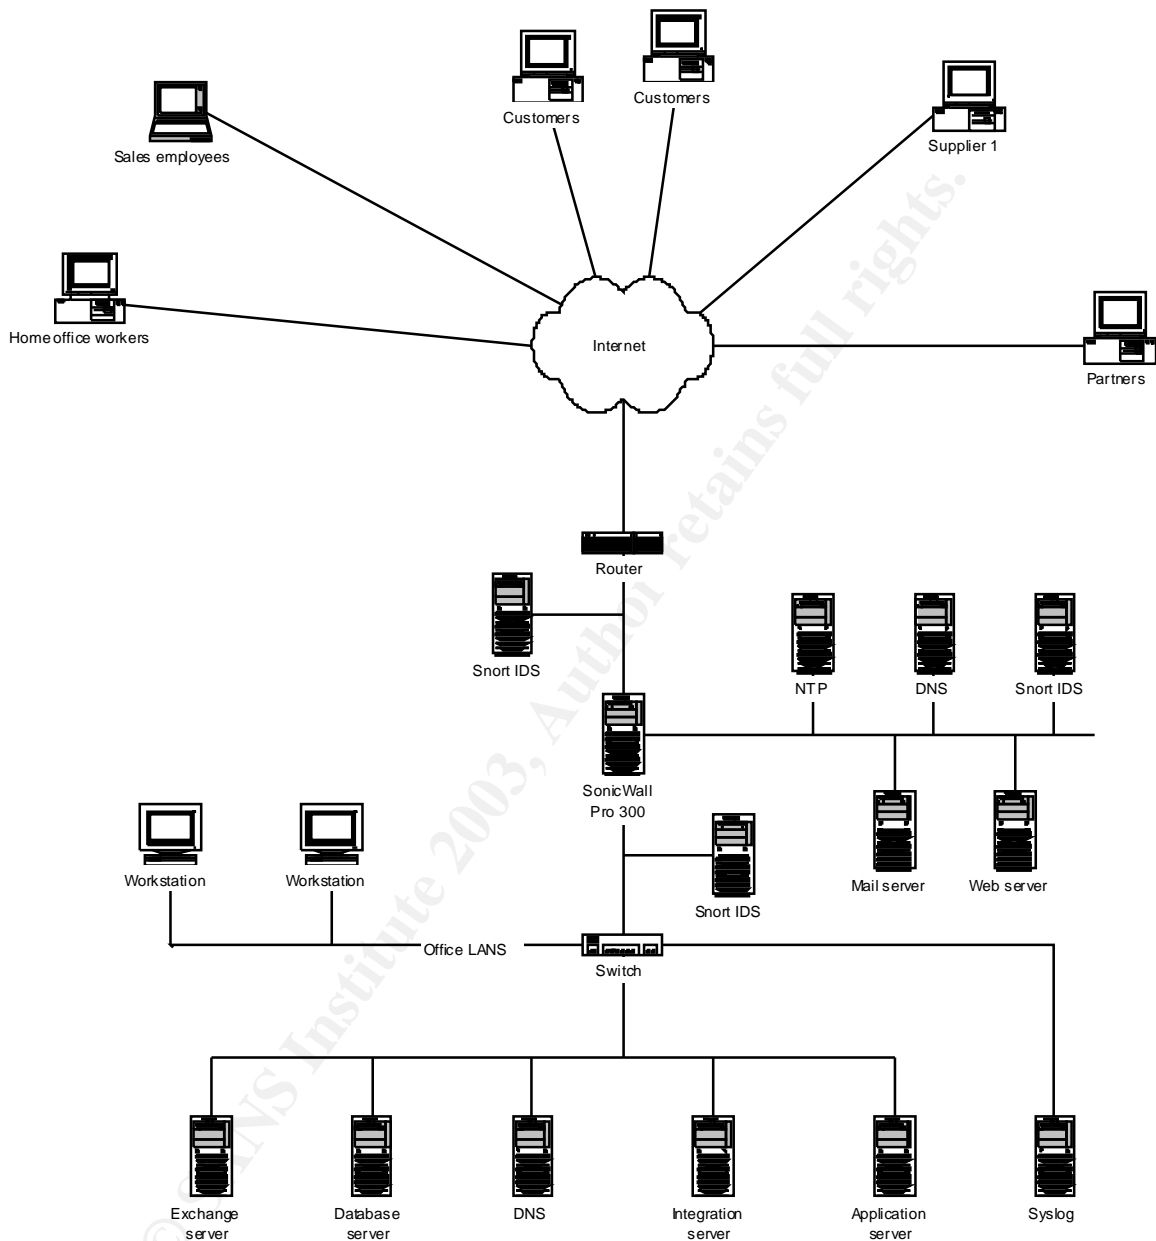 Customers
Customers
Sales employees
Supplier 1
Home office workers
Internet
Partners
Router
Snort IDS
NTP
DNS
Snort IDS
SonicWall
Pro 300
Mail server
Web server
Workstation
Workstation
Snort IDS
Office LANS
Switch
Exchange
server
Database
server
DNS
Integration
server
Application
server
Syslog
© SANS Institute 2003, Author retains full rights.